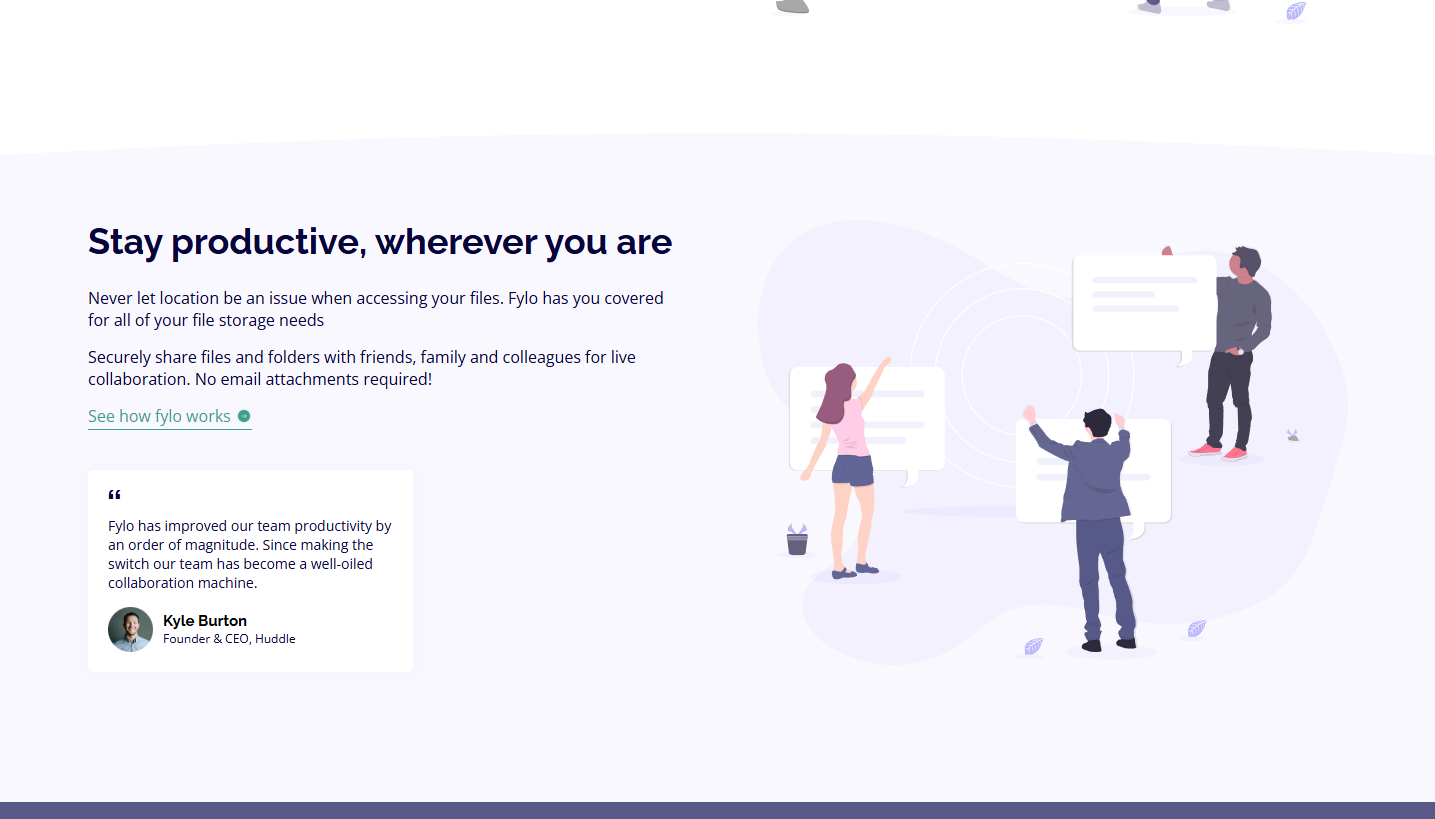 Stay productive, wherever you are
Never let location be an issue when accessing your files. Fylo has you covered
for all of your file storage needs
Securely share files and folders with friends, family and colleagues for live
collaboration. No email attachments required!
See how fylo works
“
Fylo has improved our team productivity by
an order of magnitude. Since making the
switch our team has become a well-oiled
collaboration machine.
Kyle Burton
Founder & CEO, Huddle